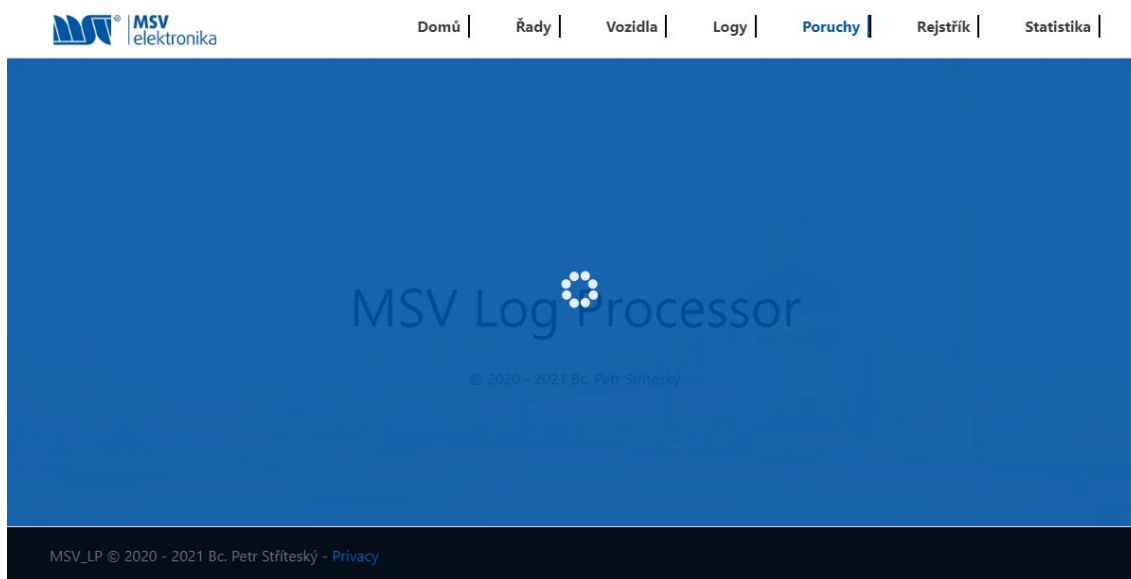 MSV
elektronika
Domů Řady Vozidla Logy Poruchy Rejstřík Statistika
MSV Log Processor
© 2020 - 2021 Bc. Petr Stříteský
MSV_LP © 2020 - 2021 Bc. Petr Stříteský - Privacy